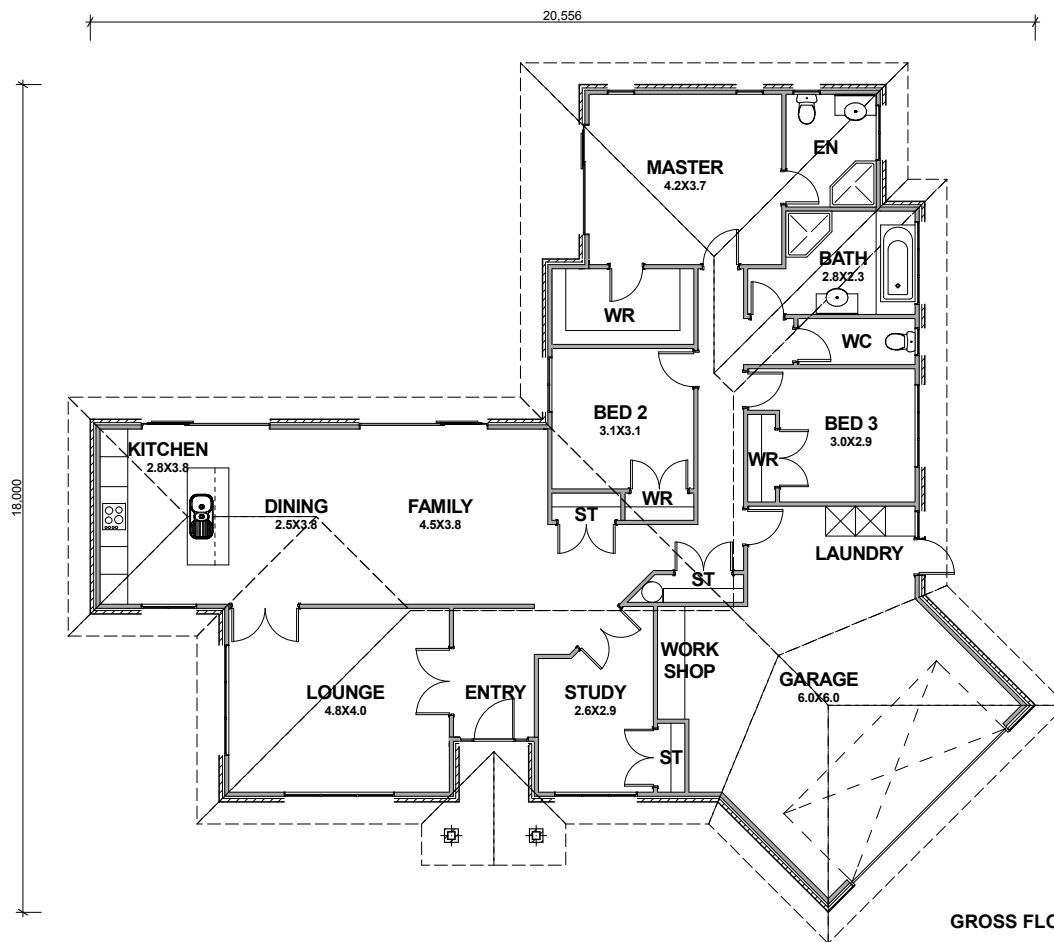 20,556
18,000
MASTER
4.2X3.7
EN
BATH
2.8X2.3
WR
WC
BED 2
3.1X3.1
BED 3
3.0X2.9
WR
WR
KITCHEN
2.8X3.8
DINING
2.5X3.8
FAMILY
4.5X3.8
ST
LAUNDRY
ST
WORK
SHOP
GARAGE
6.0X6.0
LOUNGE
4.8X4.0
ENTRY
STUDY
2.6X2.9
ST
GROSS FLO